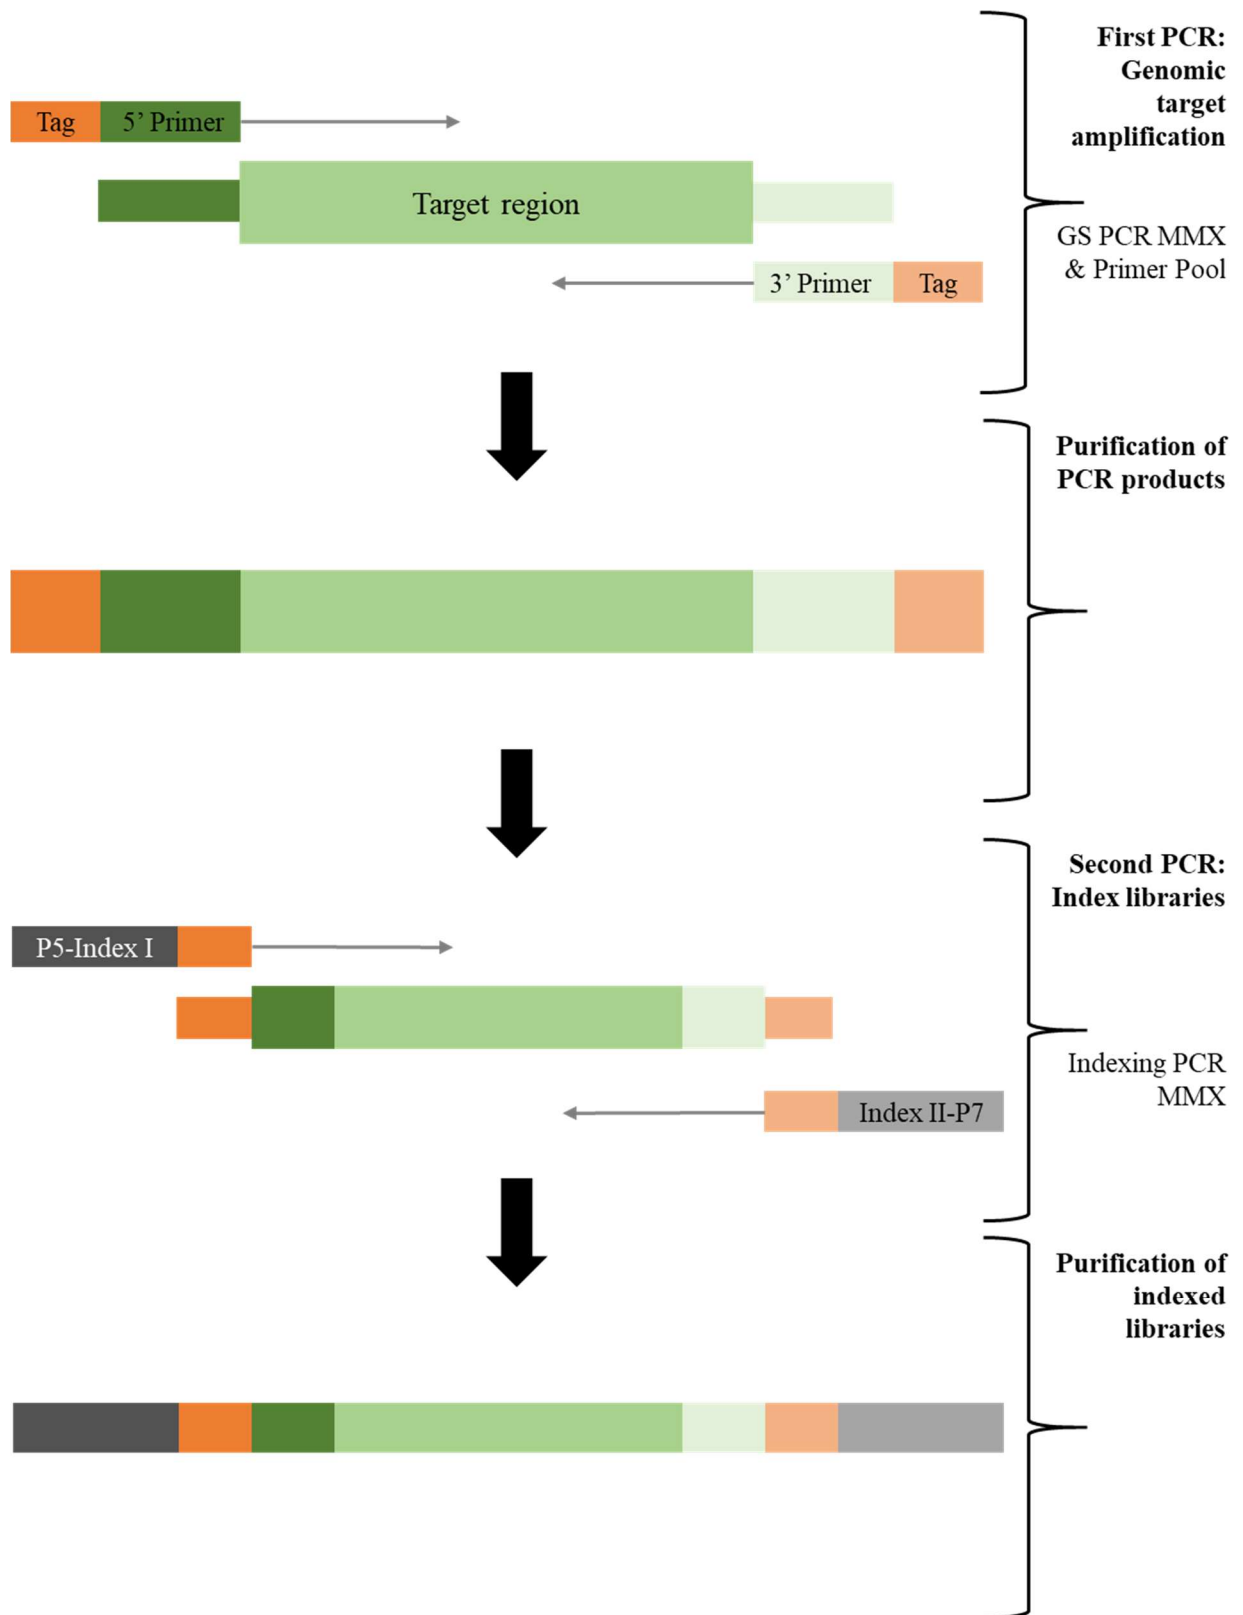 First PCR:
Genomic
target
amplification
Tag 5’ Primer
Target region
GS PCR MMX
& Primer Pool
3’ Primer Tag
Purification of
PCR products
Second PCR:
Index libraries
P5-Index I
Indexing PCR
MMX
Index II-P7
Purification of
indexed
libraries